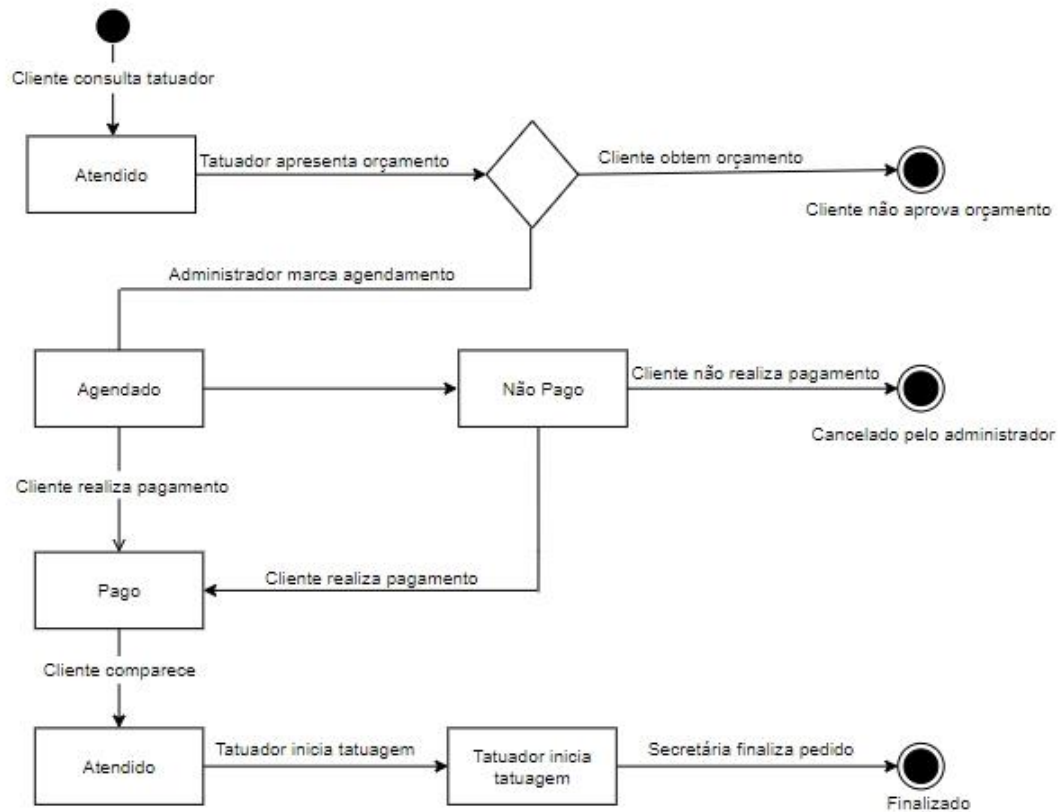 Cliente consulta tatuador
Atendido
Tatuador apresenta orçamento
Cliente obtem orçamento
Cliente não aprova orçamento
Administrador marca agendamento
Agendado
Não Pago
Cliente não realiza pagamento
Cancelado pelo administrador
Cliente realiza pagamento
Pago
Cliente realiza pagamento
Cliente comparece
Atendido
Tatuador inicia tatuagem
Tatuador inicia
tatuagem
Secretária finaliza pedido
Finalizado